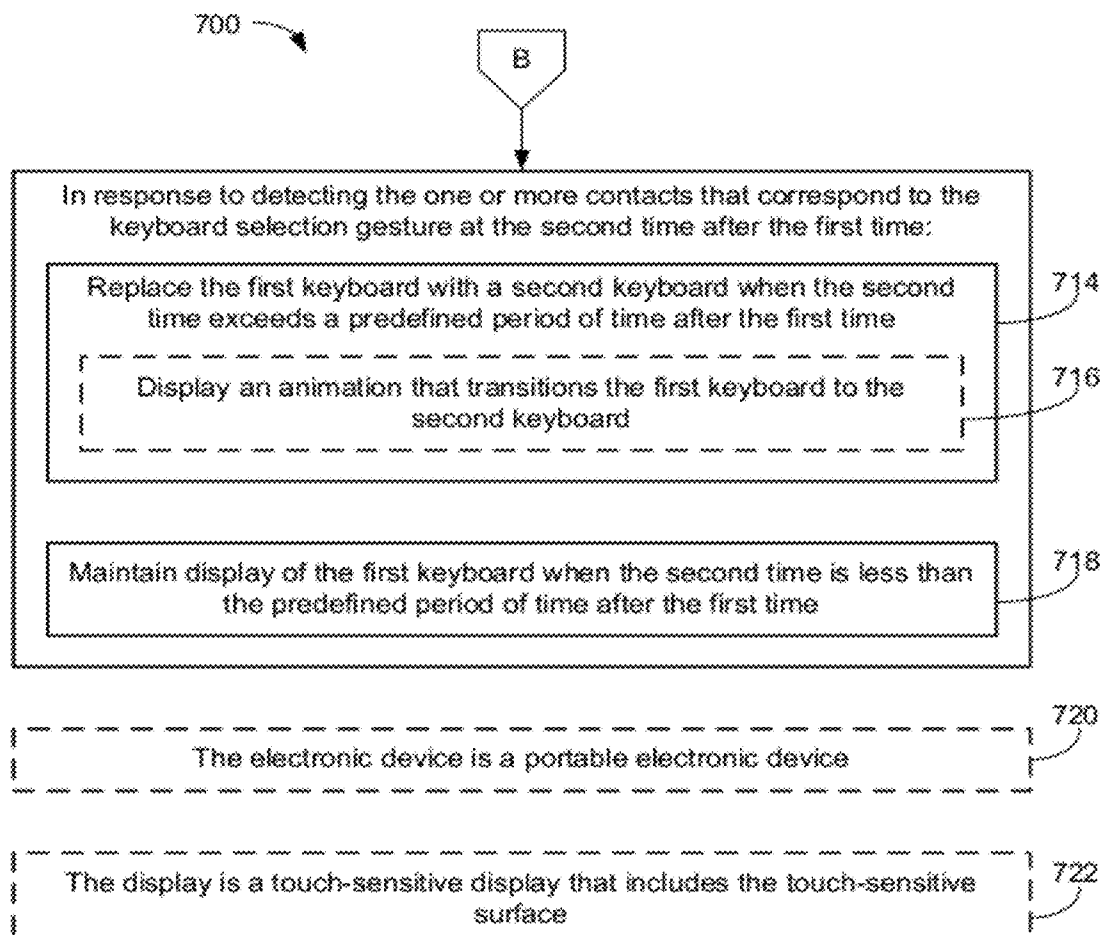 700
B
In response to detecting the one or more contacts that correspond to the
keyboard selection gesture at the second time after the first time:
Replace the first keyboard with a second keyboard when the second
time exceeds a predefined period of time after the first time
714
Display an animation that transitions the first keyboard to the
second keyboard
716
Maintain display of the first keyboard when the second time is less than
the predefined period of time after the first time
718
The electronic device is a portable electronic device
720
The display is a touch-sensitive display that includes the touch-sensitive
surface
722